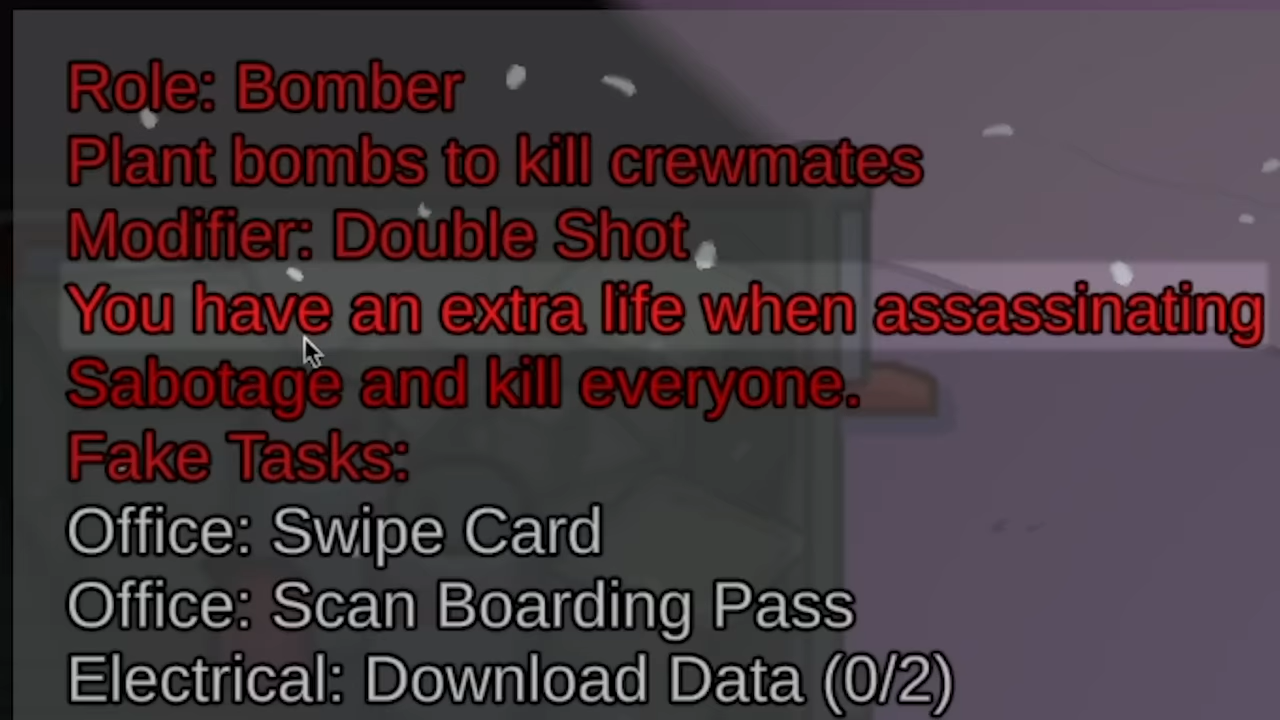 Role: Bomber
Plant bombs to kill crewmates
Modifier: Double Shot
You have an extra life when assassinating
Sabotage and kill everyone.
Fake Tasks:
Office: Swipe Card
Office: Scan Boarding Pass
Electrical: Download Data (0/2)